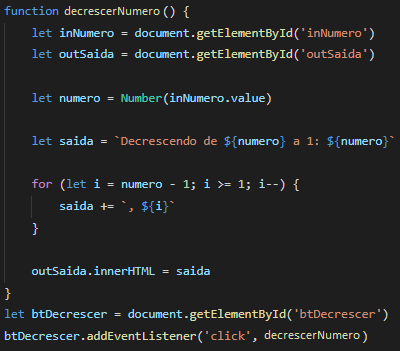 function decrescerNumero () {
let inNumero = document.getElementById('inNumero')
let outSaida = document.getElementById('outSaida')
let numero = Number(inNumero.value)
let saida = `Decrescendo de ${numero} a 1: ${numero}`
for (let i = numero - 1; i >= 1; i--) {
saida += `, ${i}`
}
outSaida.innerHTML = saida
}
let btDecrescer = document.getElementById('btDecrescer')
btDecrescer.addEventListener('click', decrescerNumero )